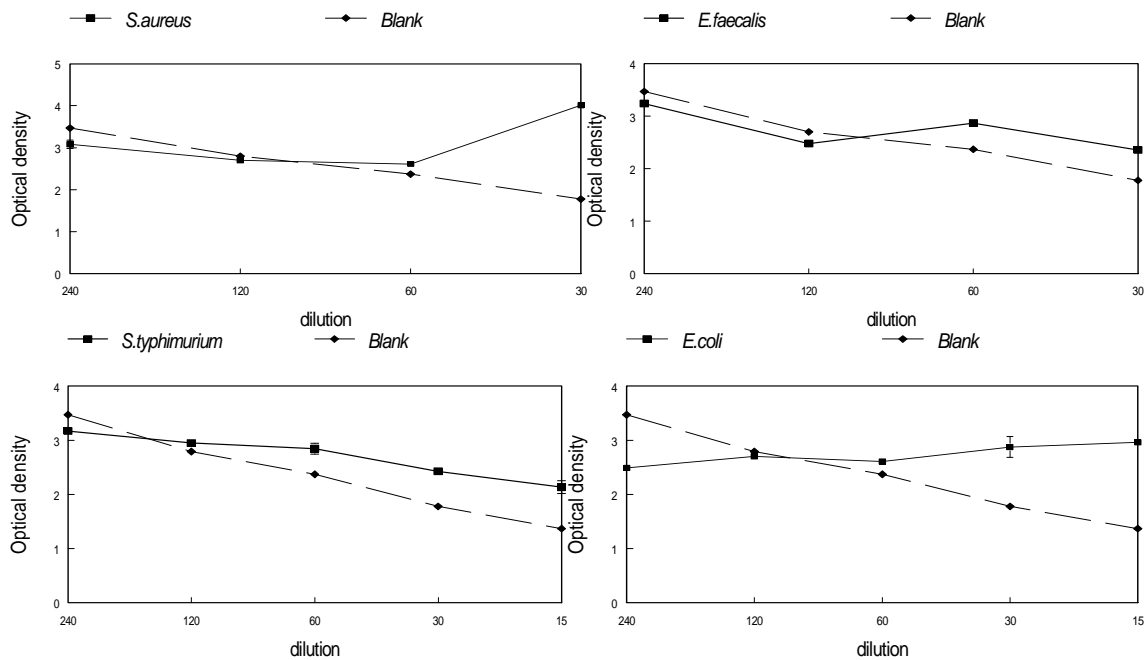 S.aureus Blank
5
4
3
2
1
0
Optical density
240 120 60 30
dilution
E.faecalis Blank
4
3
2
1
0
Optical density
240 120 60 30
dilution
S.typhimurium Blank
4
3
2
1
0
Optical density
240 120 60 30 15
dilution
E.coli Blank
4
3
2
1
0
Optical density
240 120 60 30 15
dilution